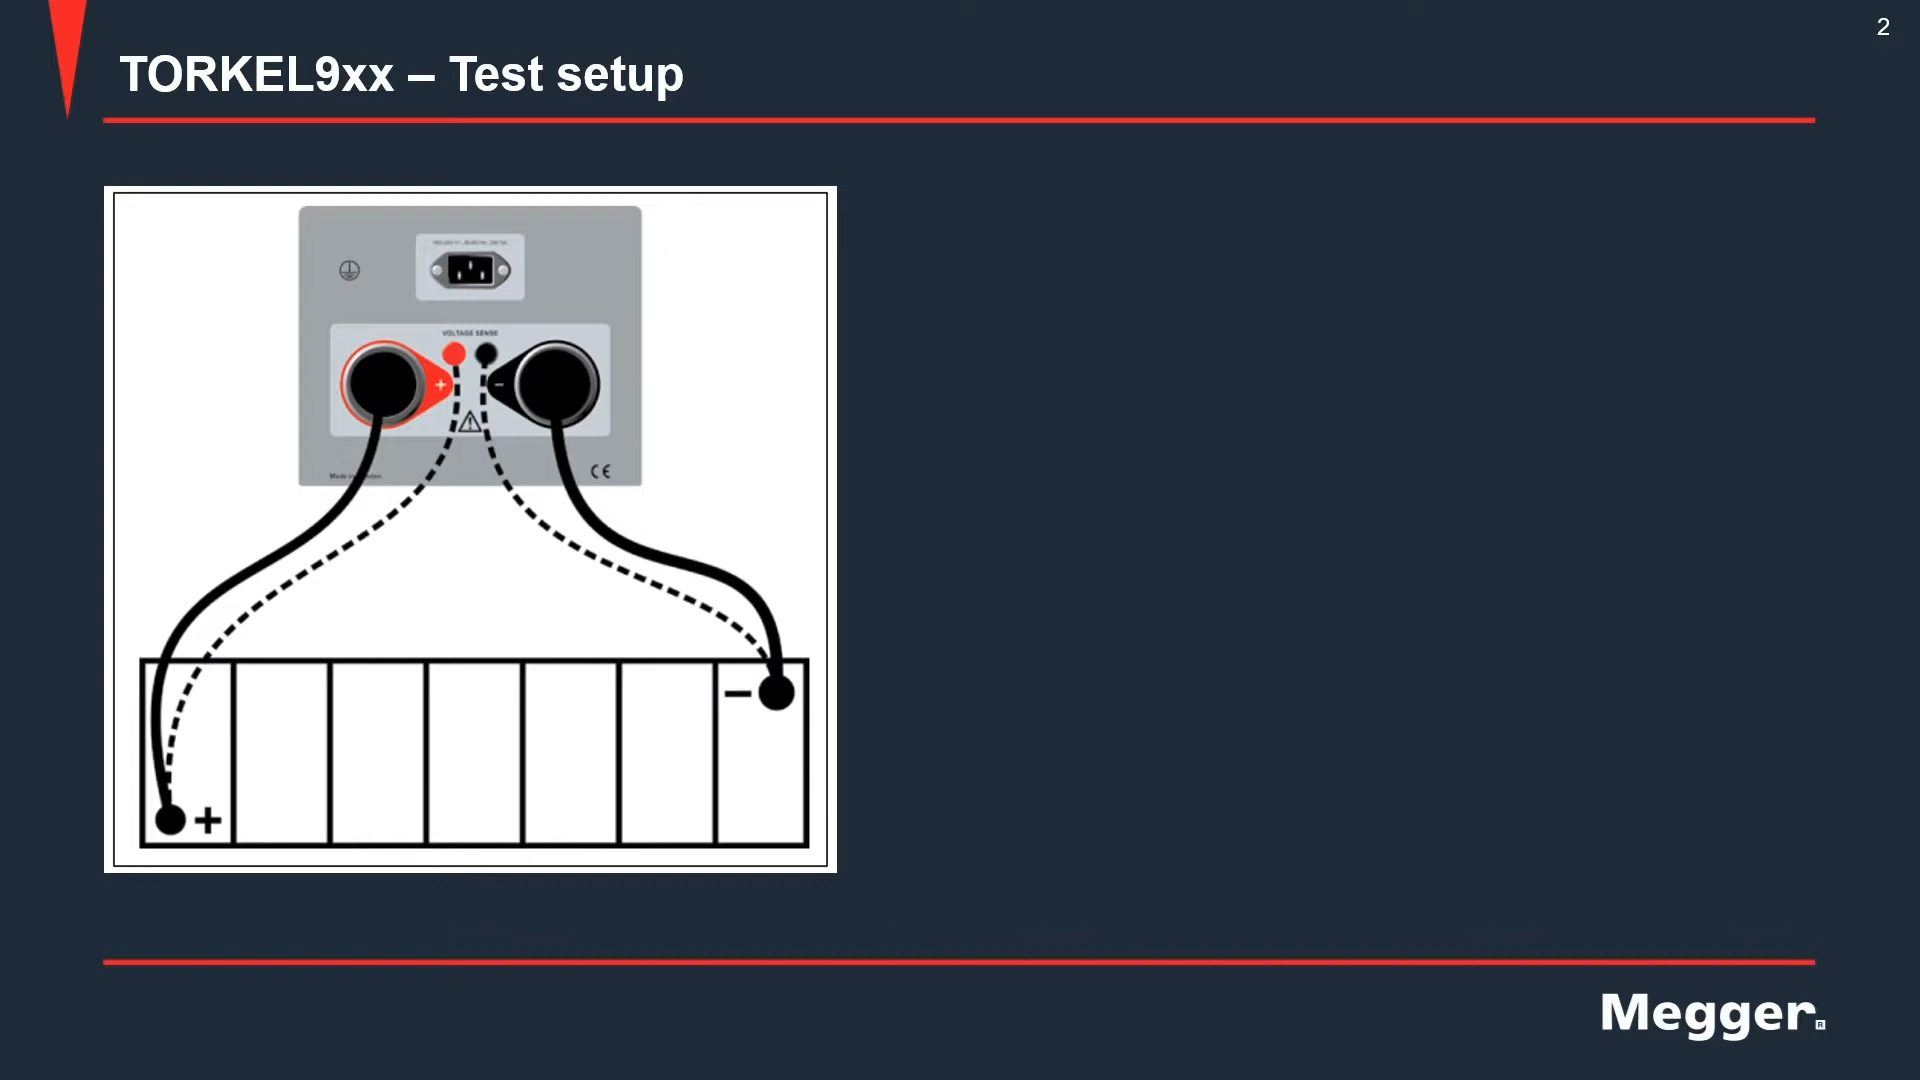 2
TORKEL9xx – Test setup
VOLTAGE SENSE
+
−
CE
−
+
Megger.